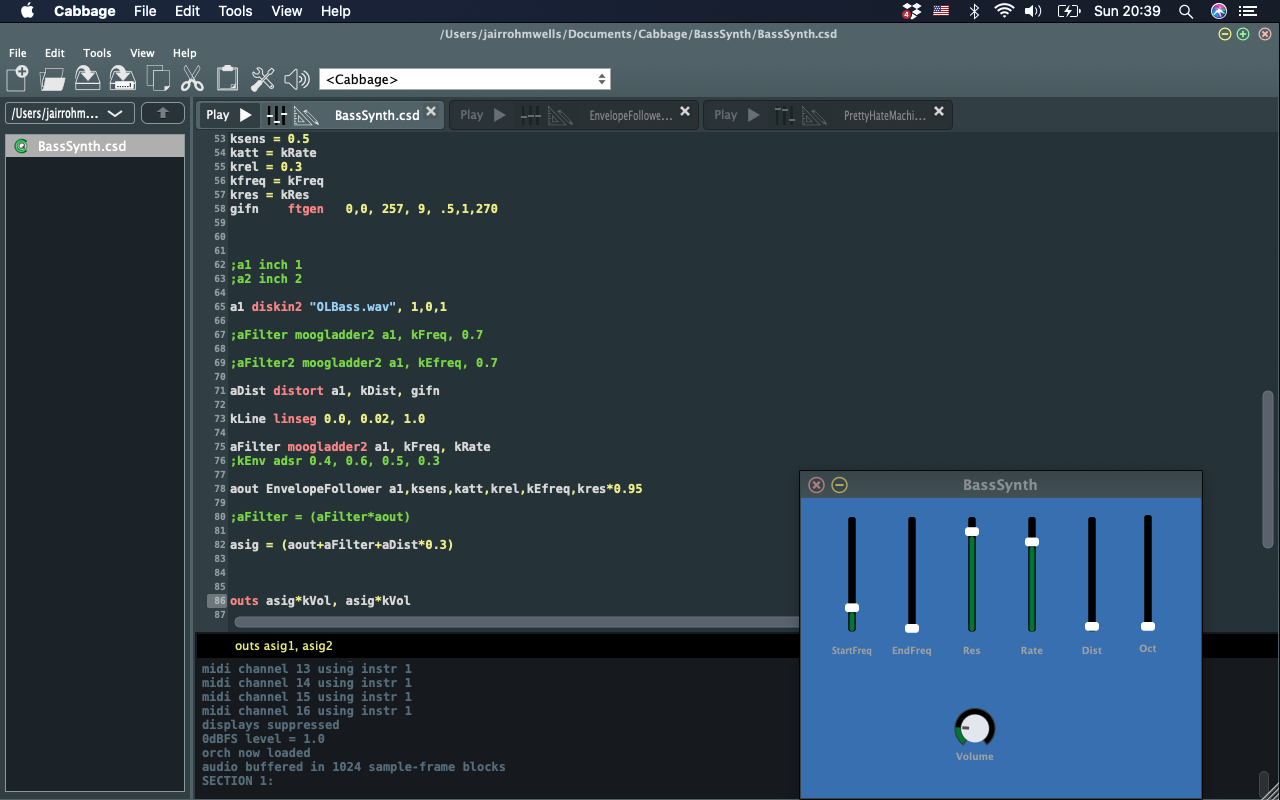 Cabbage File Edit Tools View Help 4 Sun 20:39
/Users/jairrohmwells/Documents/Cabbage/BassSynth/BassSynth.csd
File Edit Tools View Help
<Cabbage>
/Users/jairrohm...
Play BassSynth.csd Play EnvelopeFollowe... Play PrettyHateMachi...
BassSynth.csd
53 ksens = 0.5
54 katt = kRate
55 krel = 0.3
56 kfreq = kFreq
57 kres = kRes
58 gifn ftgen 0,0, 257, 9, .5,1,270
59
60
61
62 ;a1 inch 1
63 ;a2 inch 2
64
65 a1 diskin2 "OLBass.wav", 1,0,1
66
67 ;aFilter moogladder2 a1, kFreq, 0.7
68
69 ;aFilter2 moogladder2 a1, kEfreq, 0.7
70
71 aDist distort a1, kDist, gifn
72
73 kLine linseg 0.0, 0.02, 1.0
74
75 aFilter moogladder2 a1, kFreq, kRate
76 ;kEnv adsr 0.4, 0.6, 0.5, 0.3
77
78 aout EnvelopeFollower a1,ksens,katt,krel,kEfreq,kres*0.95
79
80 ;aFilter = (aFilter*aout)
81
82 asig = (aout+aFilter+aDist*0.3)
83
84
85
86 outs asig*kVol, asig*kVol
87
outs asig1, asig2
midi channel 13 using instr 1
midi channel 14 using instr 1
midi channel 15 using instr 1
midi channel 16 using instr 1
displays suppressed
0dBFS level = 1.0
orch now loaded
audio buffered in 1024 sample-frame blocks
SECTION 1:
BassSynth
StartFreq EndFreq Res Rate Dist Oct
Volume